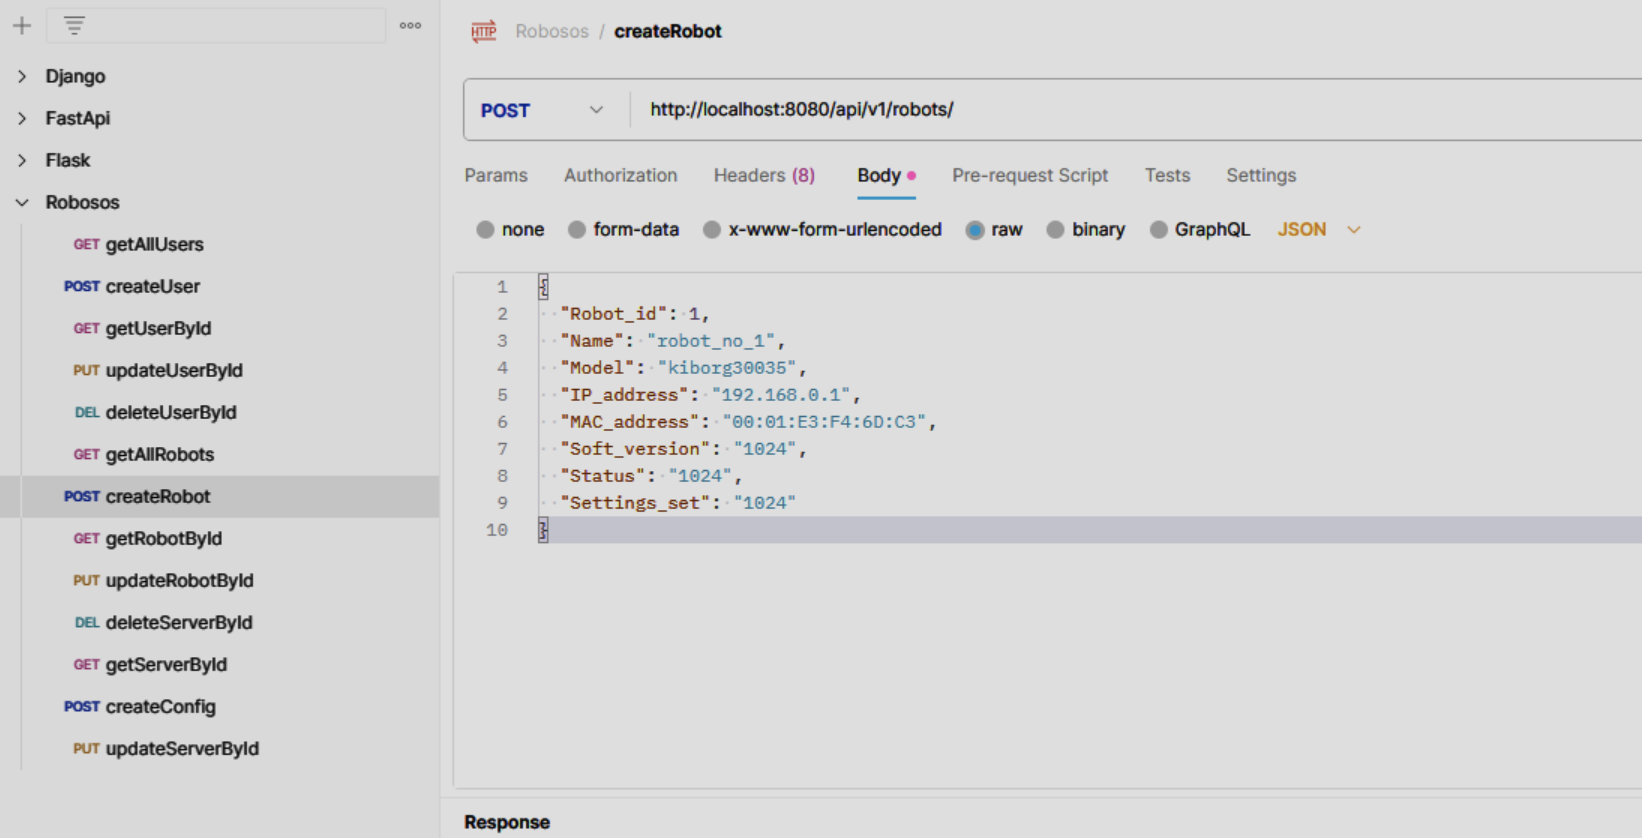 Django
FastApi
Flask
Robosos
GET getAllUsers
POST createUser
GET getUserById
PUT updateUserById
DEL deleteUserById
GET getAllRobots
POST createRobot
GET getRobotById
PUT updateRobotById
DEL deleteServerById
GET getServerById
POST createConfig
PUT updateServerById
HTTP Robosos / createRobot
POST http://localhost:8080/api/v1/robots/
Params Authorization Headers (8) Body Pre-request Script Tests Settings
none form-data x-www-form-urlencoded raw binary GraphQL JSON
1 {
2 "Robot_id": 1,
3 "Name": "robot_no_1",
4 "Model": "kiborg30035",
5 "IP_address": "192.168.0.1",
6 "MAC_address": "00:01:E3:F4:6D:C3",
7 "Soft_version": "1024",
8 "Status": "1024",
9 "Settings_set": "1024"
10 }
Response